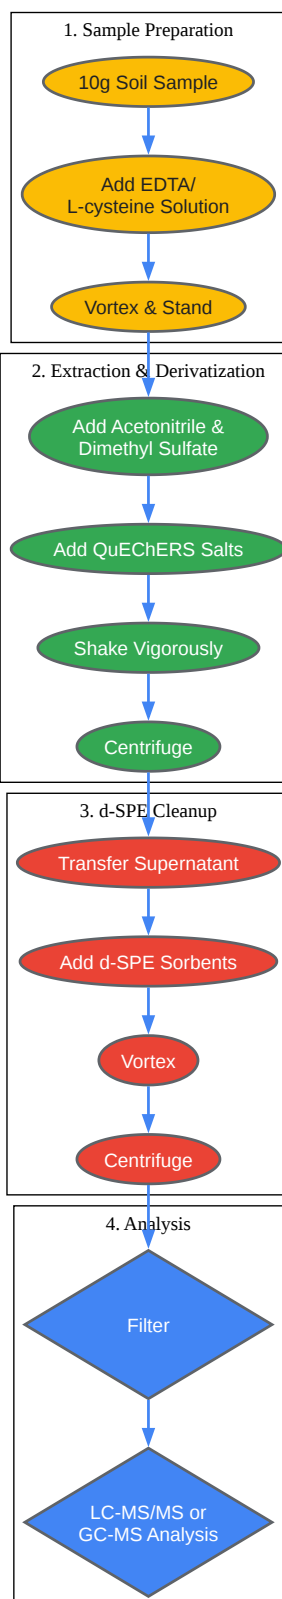 1. Sample Preparation
10g Soil Sample
Add EDTA/
L-cysteine Solution
Vortex & Stand
2. Extraction & Derivatization
Add Acetonitrile &
Dimethyl Sulfate
Add QuEChERS Salts
Shake Vigorously
Centrifuge
3. d-SPE Cleanup
Transfer Supernatant
Add d-SPE Sorbents
Vortex
Centrifuge
4. Analysis
Filter
LC-MS/MS or
GC-MS Analysis